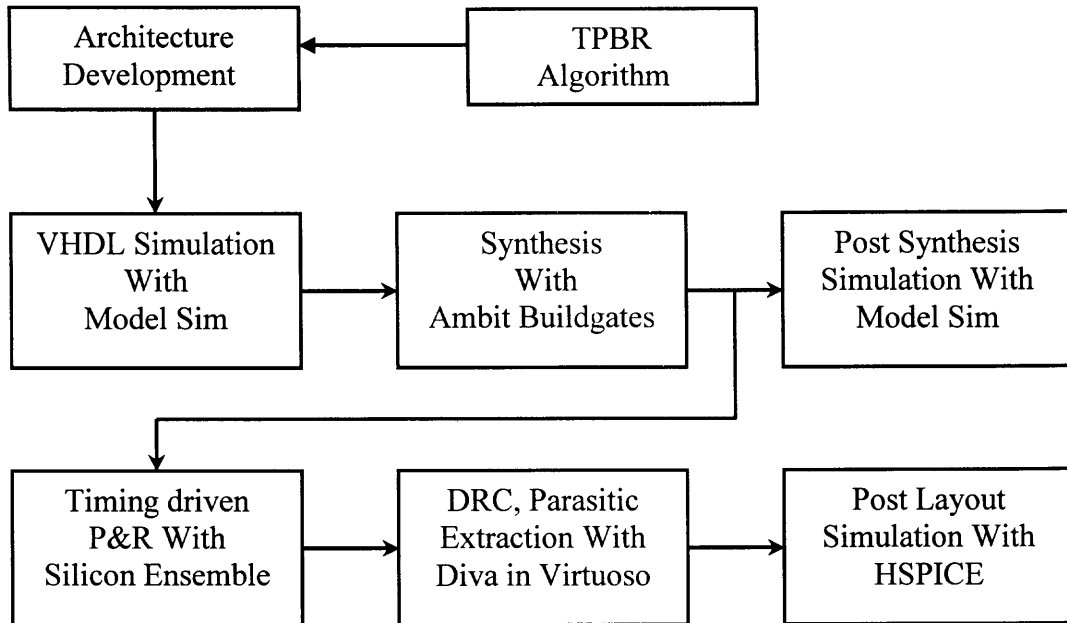 Architecture
Development
TPBR
Algorithm
VHDL Simulation
With
Model Sim
Synthesis
With
Ambit Buildgates
Post Synthesis
Simulation With
Model Sim
Timing driven
P&R With
Silicon Ensemble
DRC, Parasitic
Extraction With
Diva in Virtuoso
Post Layout
Simulation With
HSPICE